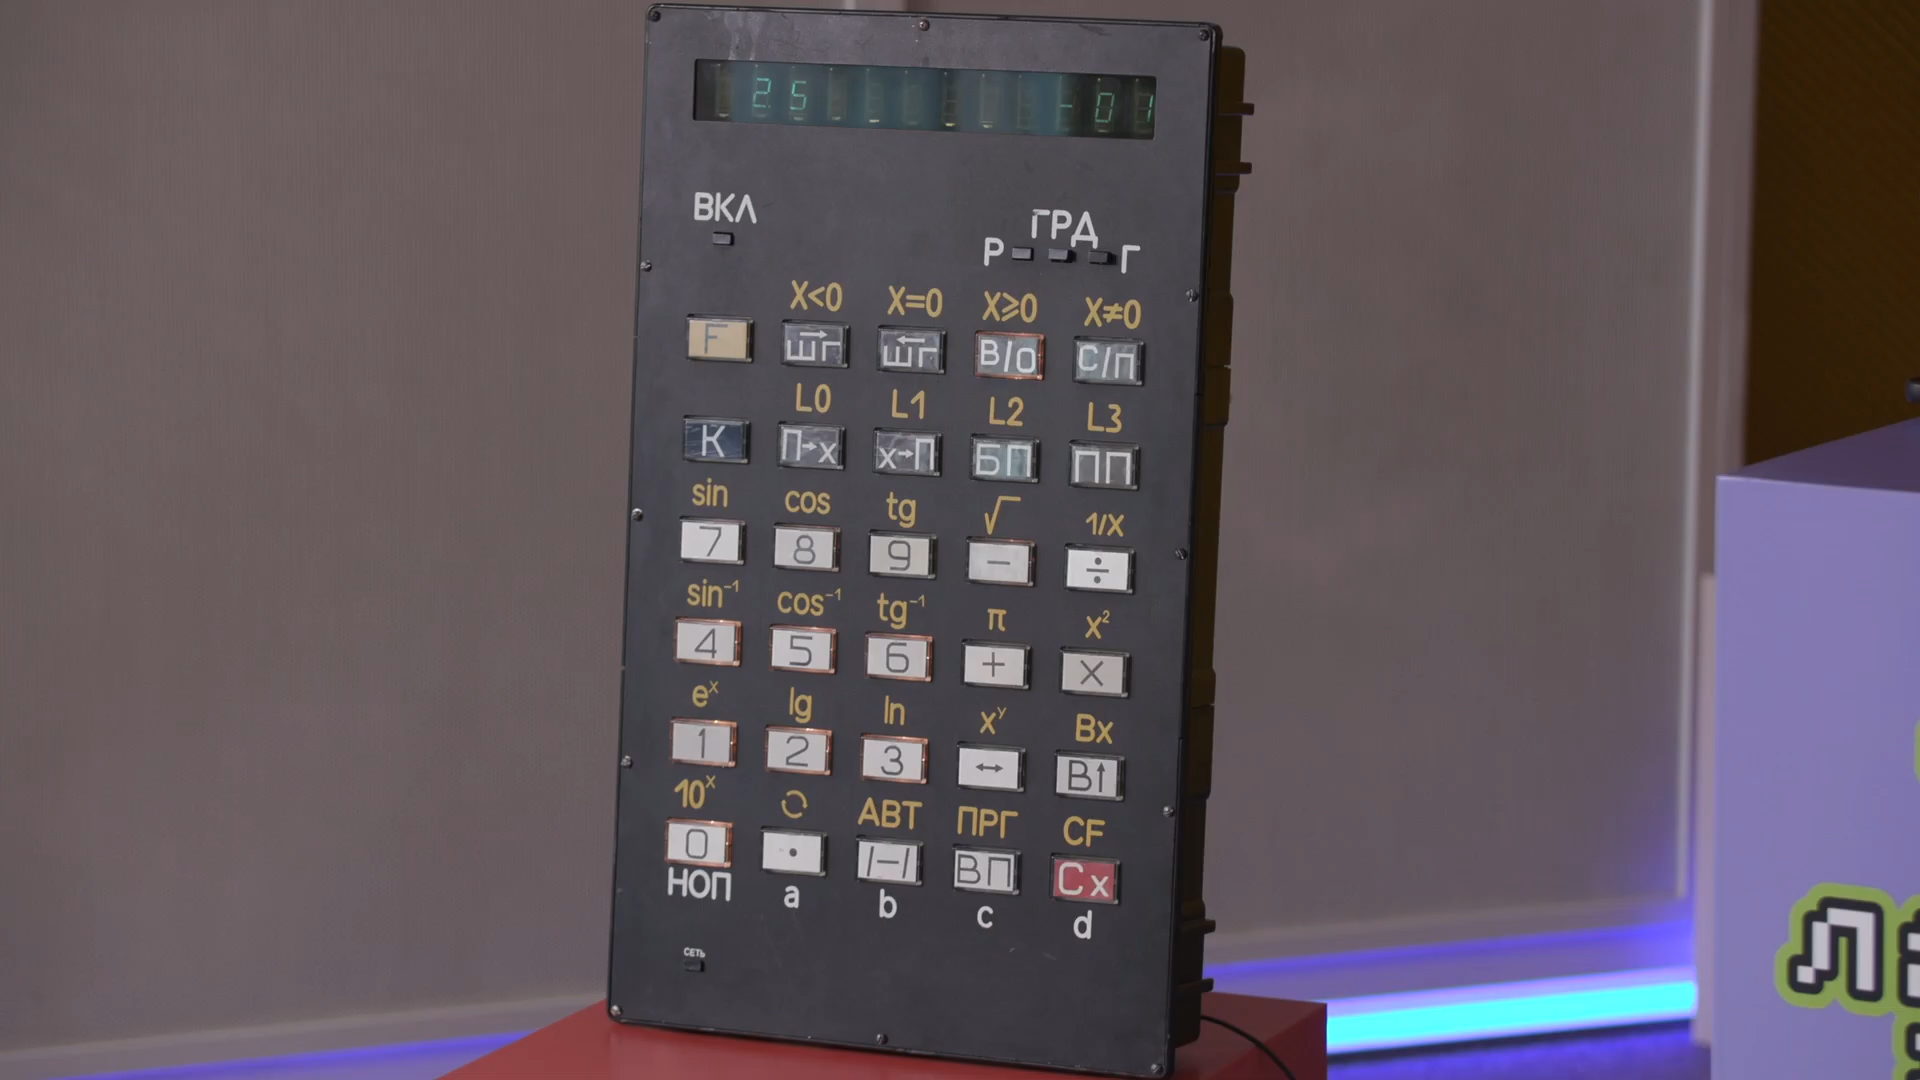 25 -01
ВКЛ
ГРД
Р Г
X<0 X=0 X≥0 X≠0
F ШГ ШГ В/О С/П
L0 L1 L2 L3
К П→x x→П БП ПП
sin cos tg √ 1/X
7 8 9 − ÷
sin⁻¹ cos⁻¹ tg⁻¹ π x²
4 5 6 + ×
eˣ lg ln xʸ Bx
1 2 3 ↔ В↑
10ˣ АВТ ПРГ CF
0 · /−/ ВП Cx
НОП a b c d
СЕТЬ